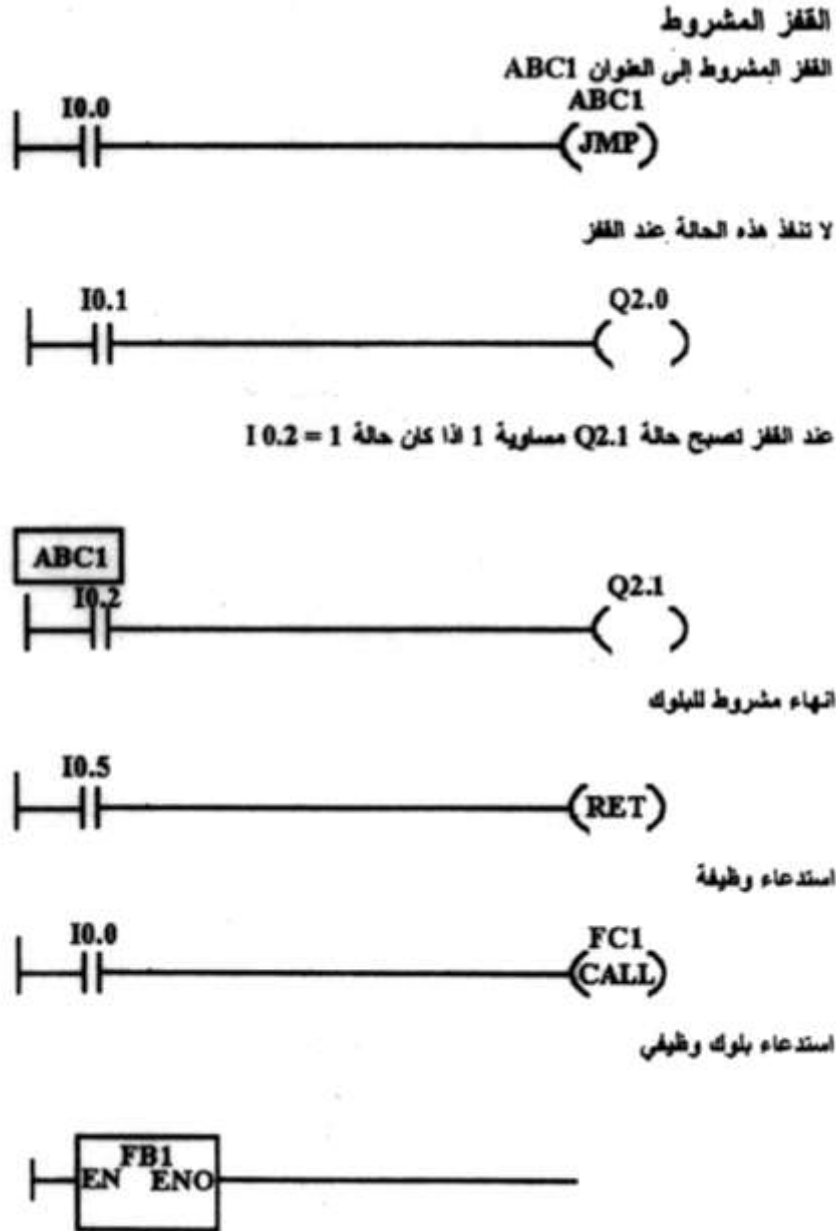 القفز المشروط
القفز المشروط إلى العنوان ABC1
ABC1
I0.0
(JMP)
لا تنفذ هذه الحالة عند القفز
I0.1
Q2.0
( )
عند القفز تصبح حالة Q2.1 مساوية 1 اذا كان حالة I 0.2 = 1
ABC1
I0.2
Q2.1
( )
انهاء مشروط للبلوك
I0.5
(RET)
استدعاء وظيفة
I0.0
FC1
(CALL)
استدعاء بلوك وظيفي
FB1
EN ENO